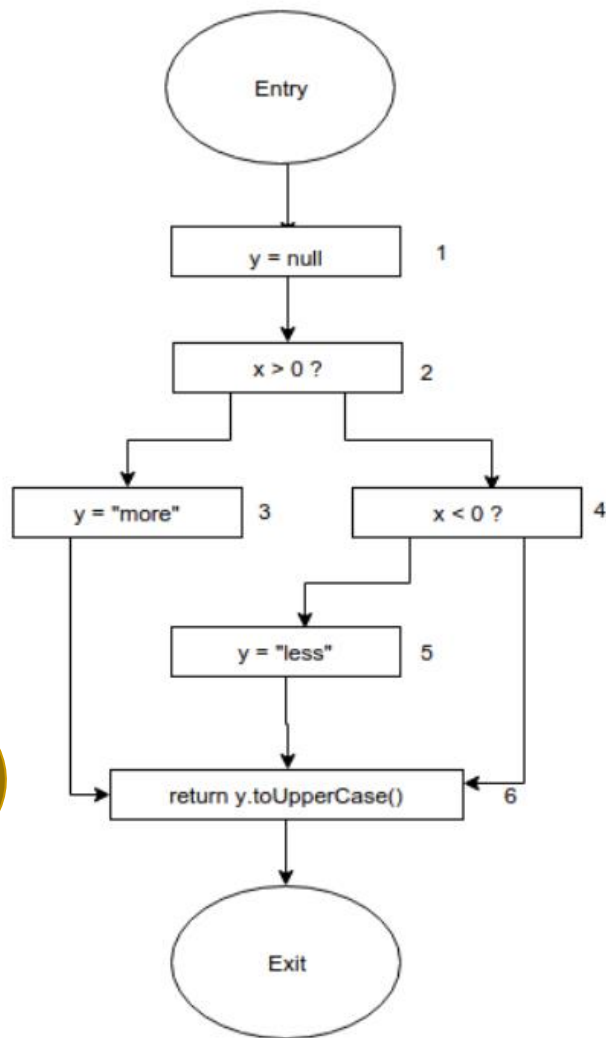 Entry
y = null
1
x > 0 ?
2
y = "more"
3
x < 0 ?
4
y = "less"
5
return y.toUpperCase()
6
Exit